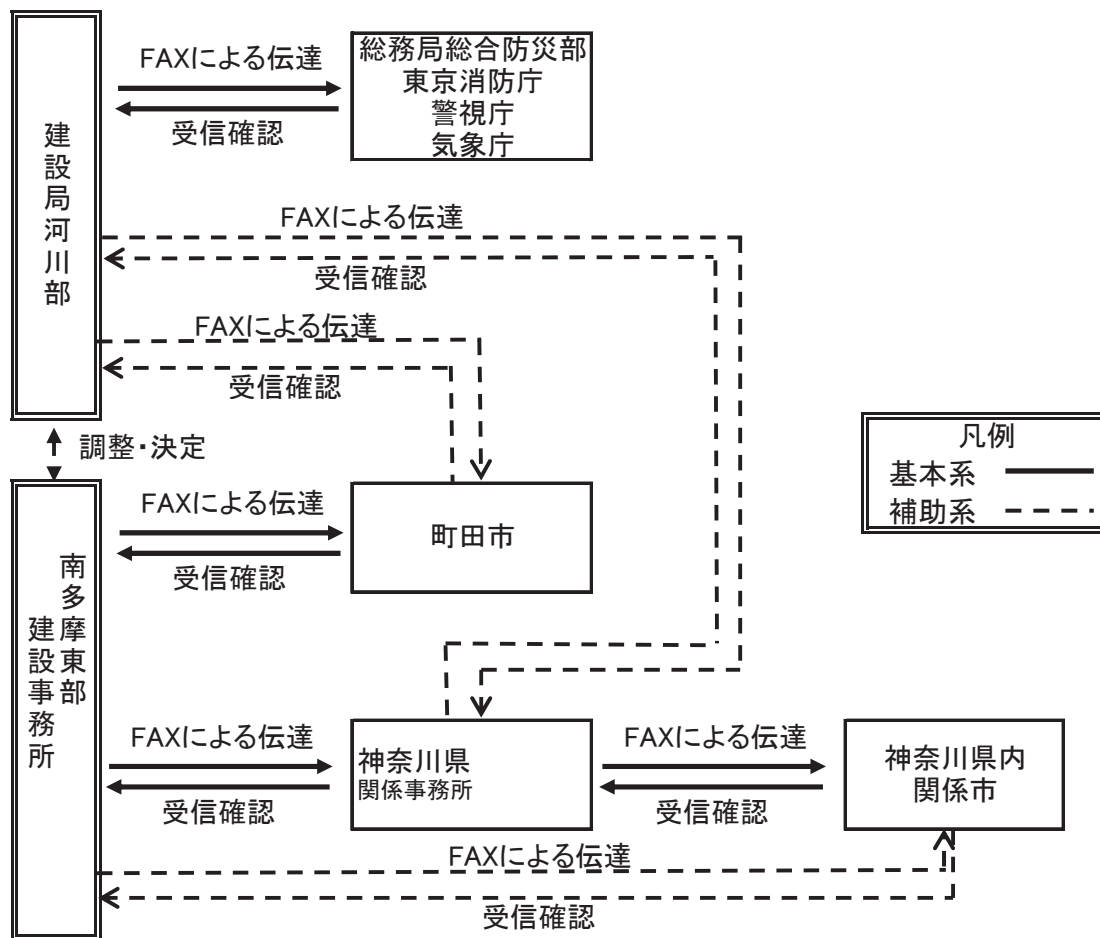 建設局河川部
FAXによる伝達
受信確認
総務局総合防災部
東京消防庁
警視庁
気象庁
FAXによる伝達
受信確認
FAXによる伝達
受信確認
調整・決定
凡例
基本系
補助系
南多摩東部
建設事務所
FAXによる伝達
受信確認
町田市
FAXによる伝達
受信確認
神奈川県
関係事務所
FAXによる伝達
受信確認
神奈川県内
関係市
FAXによる伝達
受信確認